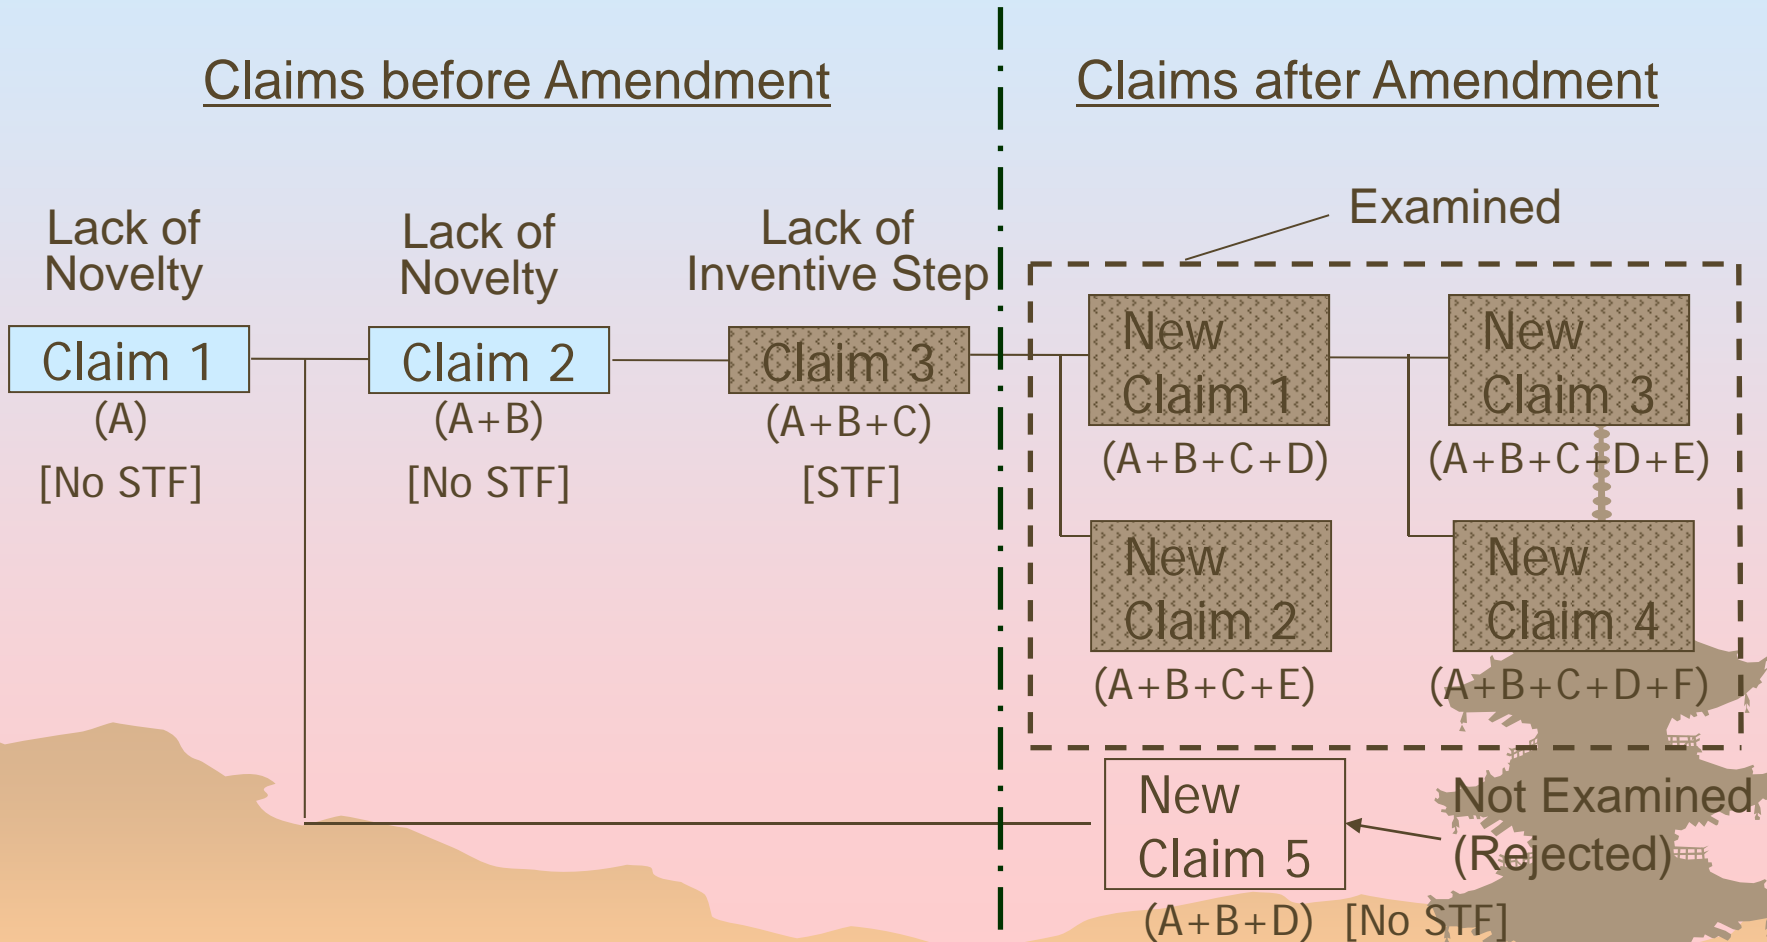 Claims before Amendment
Claims after Amendment
Lack of
Novelty
Claim 1
(A)
[No STF]
Lack of
Novelty
Claim 2
(A+B)
[No STF]
Lack of
Inventive Step
Claim 3
(A+B+C)
[STF]
Examined
New
Claim 1
(A+B+C+D)
New
Claim 3
(A+B+C+D+E)
New
Claim 2
(A+B+C+E)
New
Claim 4
(A+B+C+D+F)
New
Claim 5
(A+B+D) [No STF]
Not Examined
(Rejected)